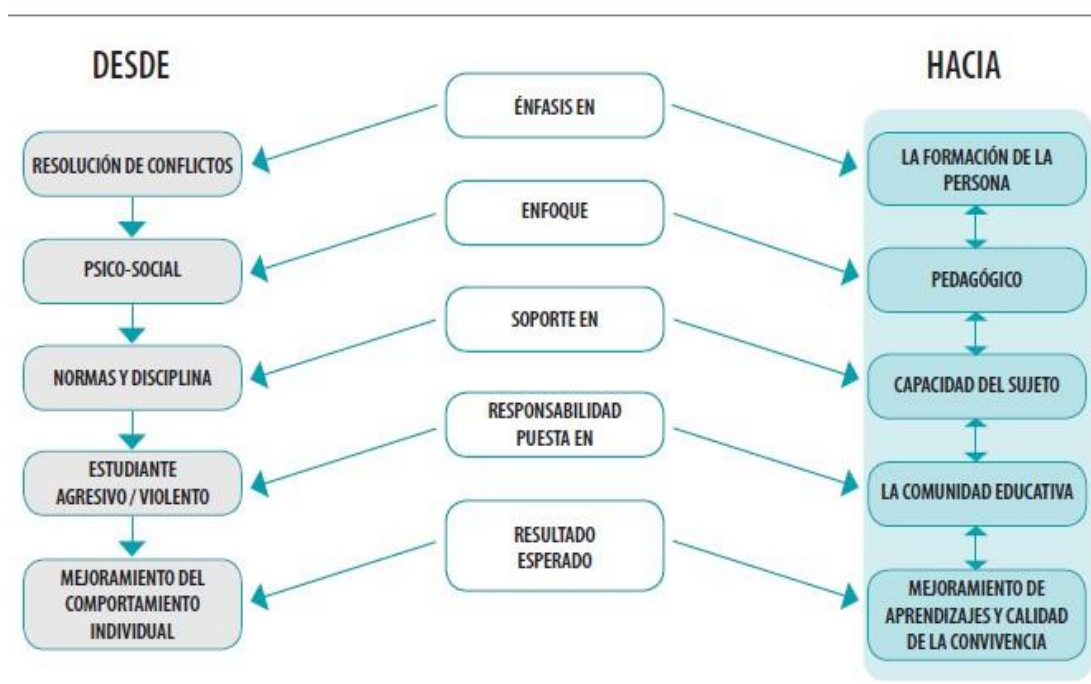 DESDE
HACIA
ÉNFASIS EN
RESOLUCIÓN DE CONFLICTOS
LA FORMACIÓN DE LA
PERSONA
ENFOQUE
PSICO-SOCIAL
PEDAGÓGICO
SOPORTE EN
NORMAS Y DISCIPLINA
CAPACIDAD DEL SUJETO
RESPONSABILIDAD
PUESTA EN
ESTUDIANTE
AGRESIVO / VIOLENTO
LA COMUNIDAD EDUCATIVA
RESULTADO
ESPERADO
MEJORAMIENTO DEL
COMPORTAMIENTO
INDIVIDUAL
MEJORAMIENTO DE
APRENDIZAJES Y CALIDAD
DE LA CONVIVENCIA